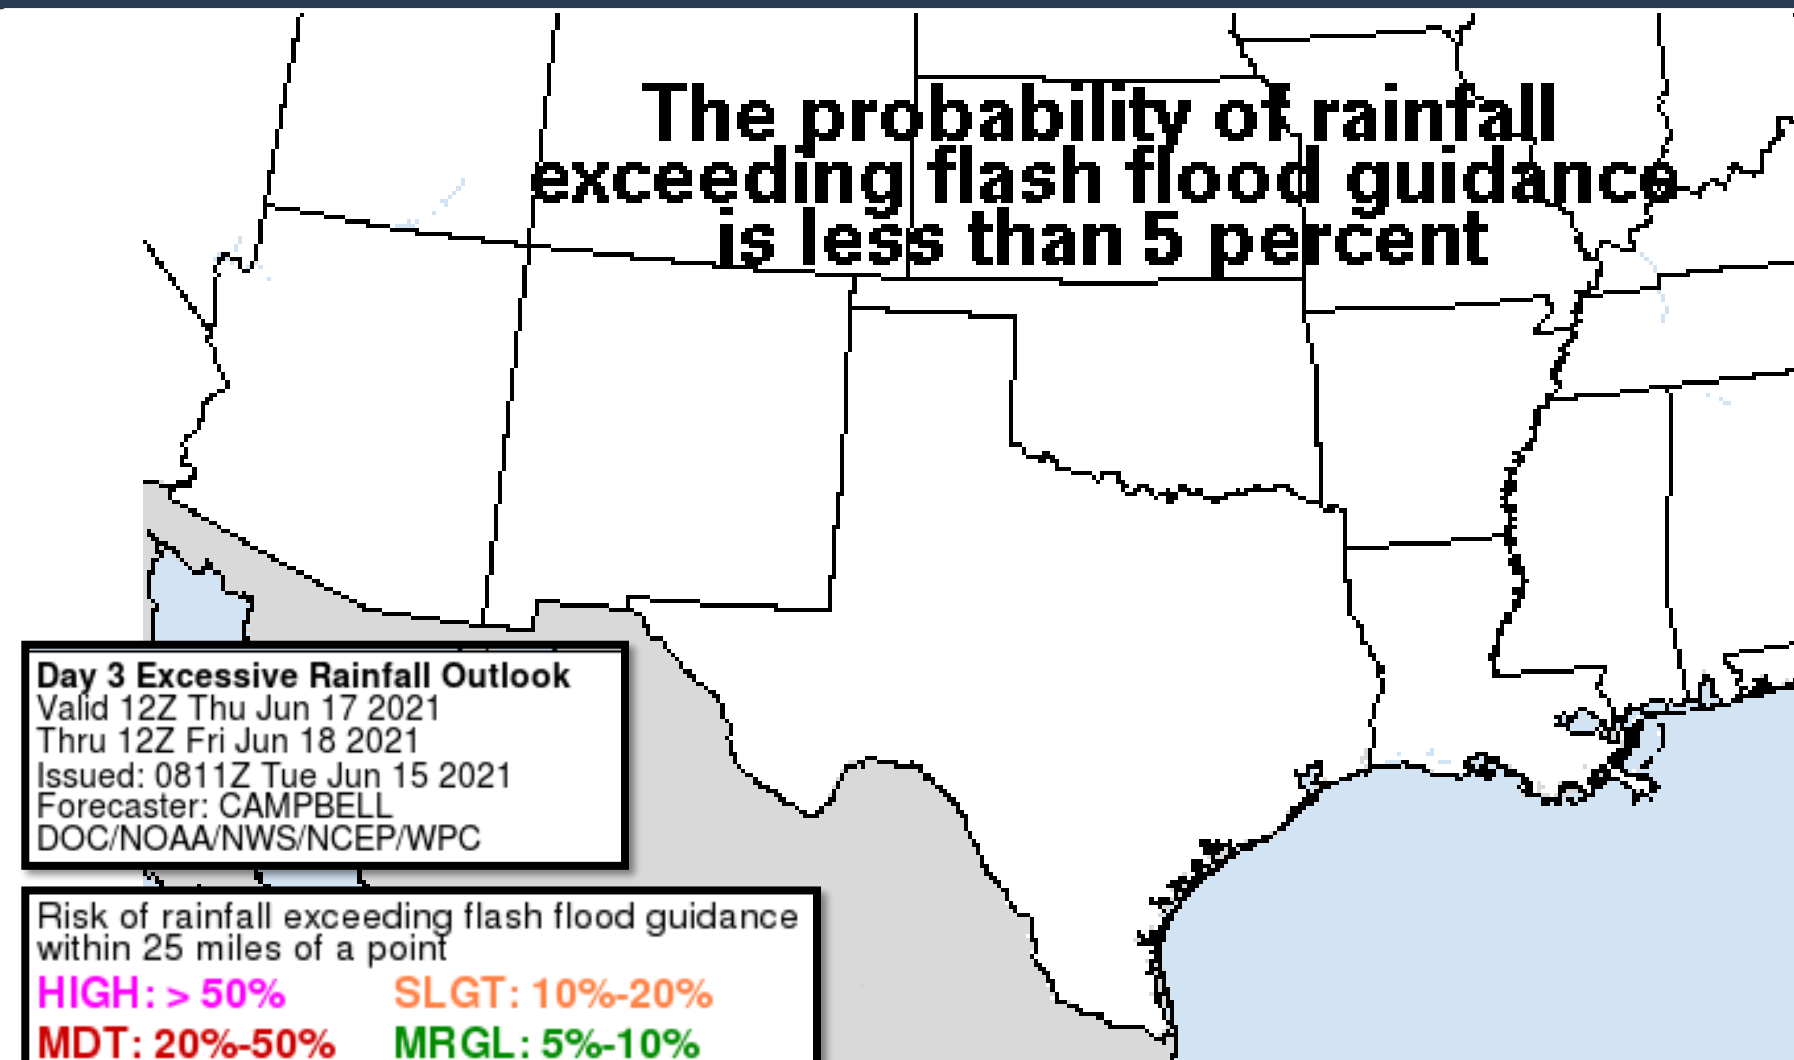 The probability of rainfall
exceeding flash flood guidance
is less than 5 percent
Day 3 Excessive Rainfall Outlook
Valid 12Z Thu Jun 17 2021
Thru 12Z Fri Jun 18 2021
Issued: 0811Z Tue Jun 15 2021
Forecaster: CAMPBELL
DOC/NOAA/NWS/NCEP/WPC
Risk of rainfall exceeding flash flood guidance
within 25 miles of a point
HIGH: > 50% SLGT: 10%-20%
MDT: 20%-50% MRGL: 5%-10%